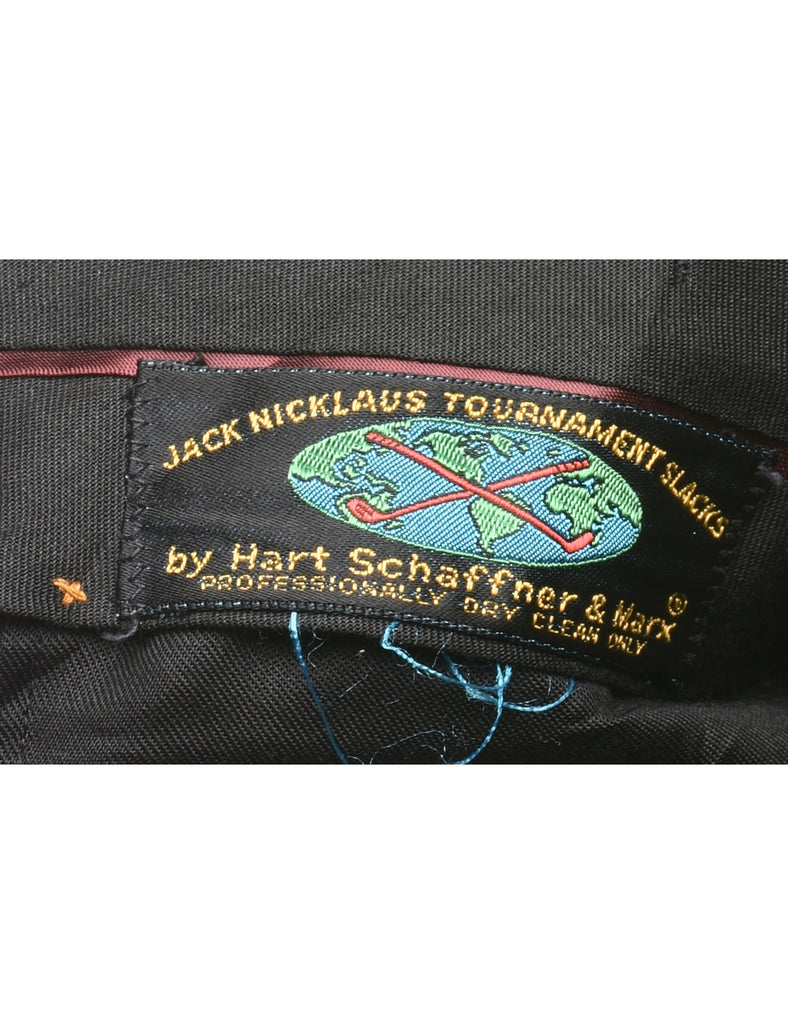 JACK NICKLAUS TOURNAMENT SLACKS
by Hart Schaffner & Marx®
PROFESSIONALLY DRY CLEAN ONLY